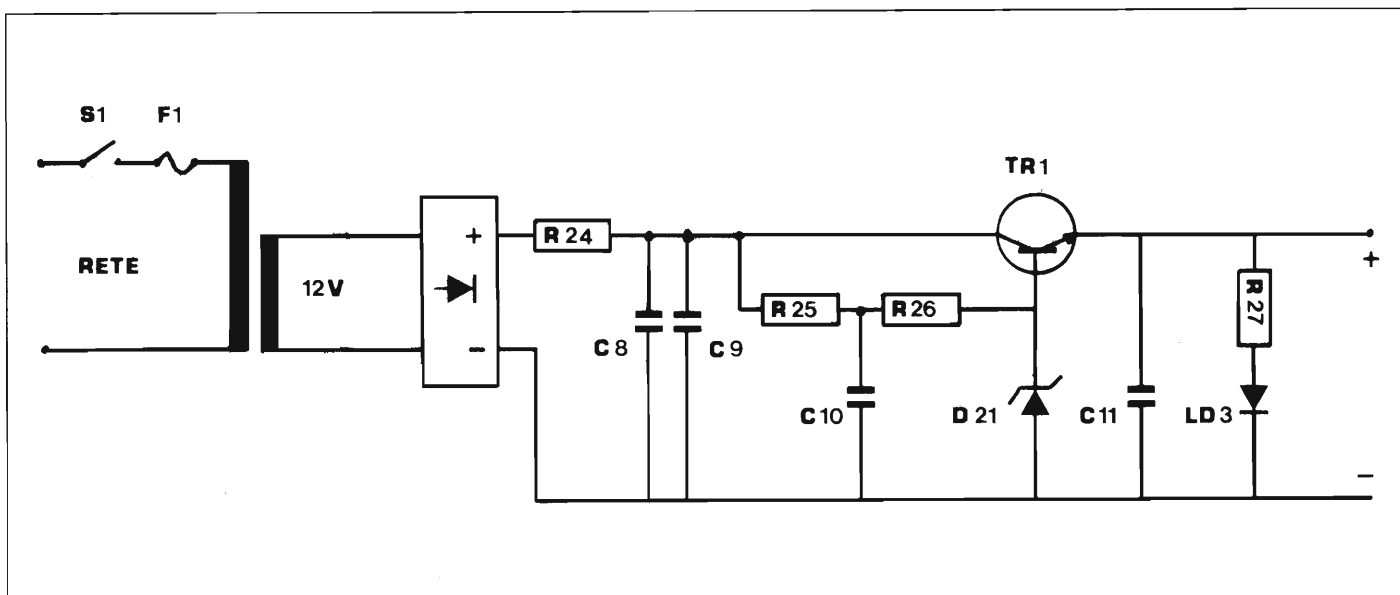 S1 F1
TR1
RETE
12V
+
-
R 24
+
R 25
R 26
R 27
C 8
C 9
C 10
D 21
C 11
LD 3
-